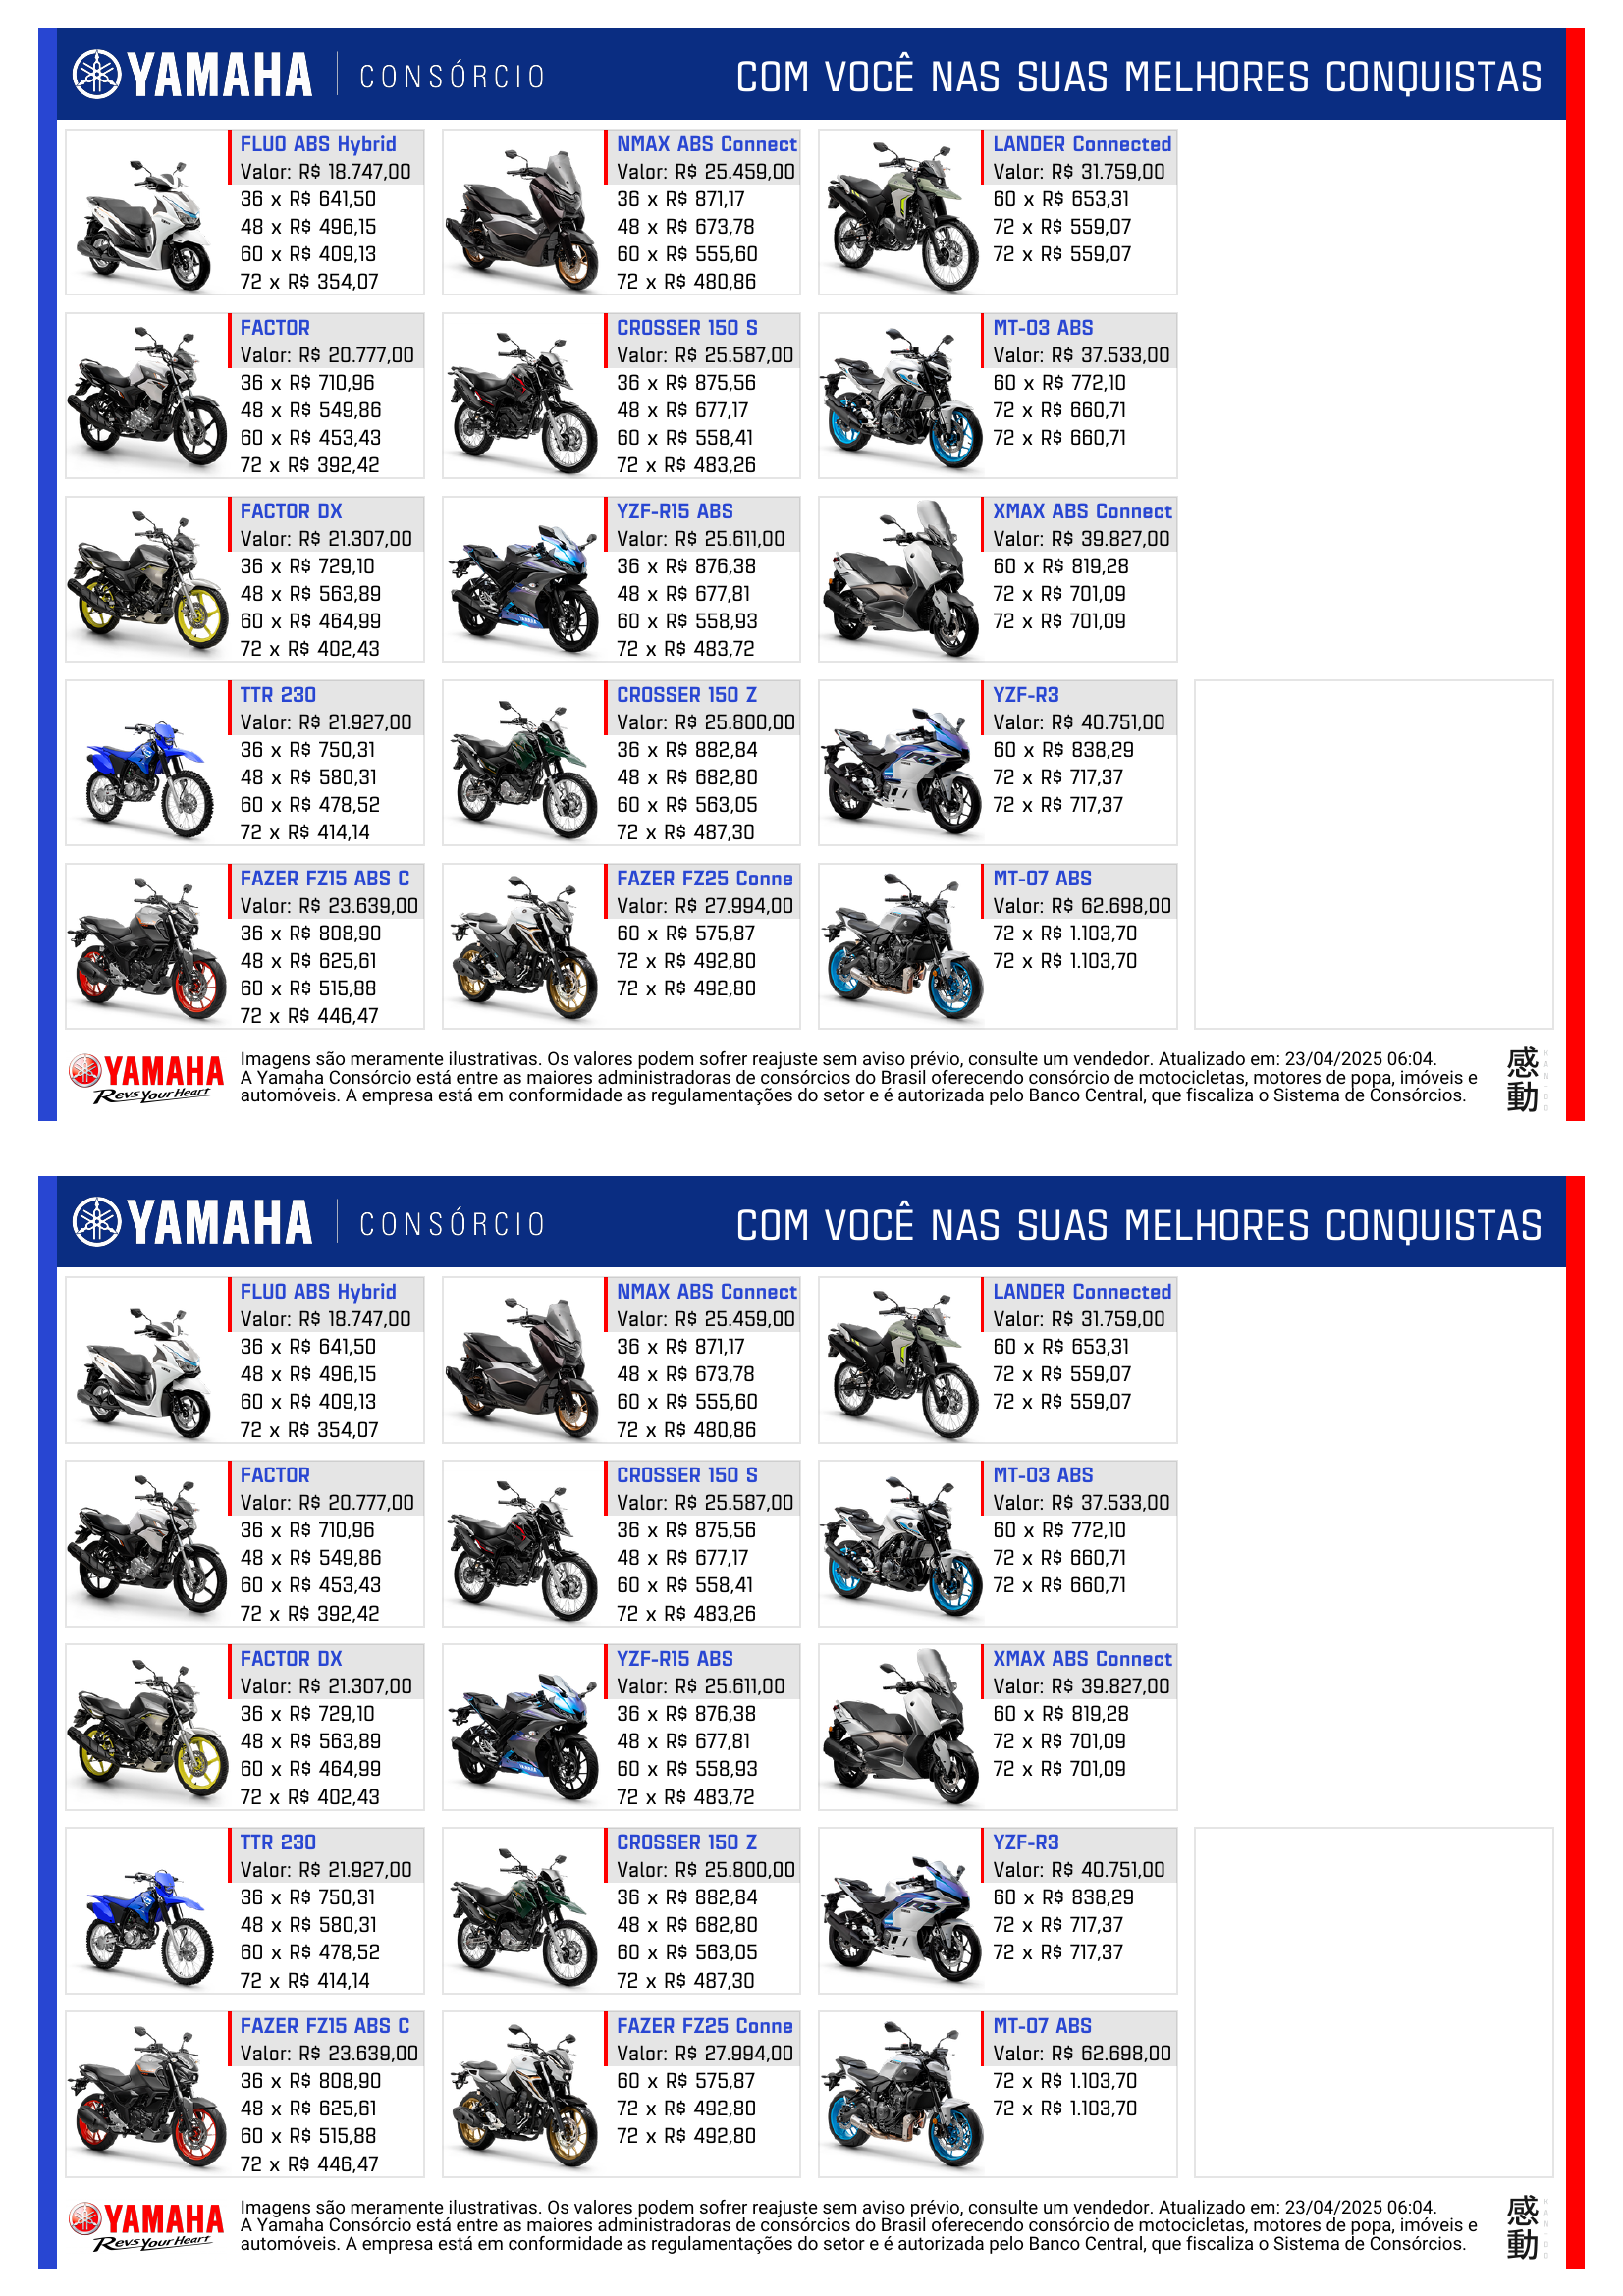 YAMAHA CONSÓRCIO COM VOCÊ NAS SUAS MELHORES CONQUISTAS
FLUO ABS Hybrid
Valor: R$ 18.747,00
36 x R$ 641,50
48 x R$ 496,15
60 x R$ 409,13
72 x R$ 354,07
FACTOR
Valor: R$ 20.777,00
36 x R$ 710,96
48 x R$ 549,86
60 x R$ 453,43
72 x R$ 392,42
FACTOR DX
Valor: R$ 21.307,00
36 x R$ 729,10
48 x R$ 563,89
60 x R$ 464,99
72 x R$ 402,43
TTR 230
Valor: R$ 21.927,00
36 x R$ 750,31
48 x R$ 580,31
60 x R$ 478,52
72 x R$ 414,14
FAZER FZ15 ABS C
Valor: R$ 23.639,00
36 x R$ 808,90
48 x R$ 625,61
60 x R$ 515,88
72 x R$ 446,47
NMAX ABS Connect
Valor: R$ 25.459,00
36 x R$ 871,17
48 x R$ 673,78
60 x R$ 555,60
72 x R$ 480,86
CROSSER 150 S
Valor: R$ 25.587,00
36 x R$ 875,56
48 x R$ 677,17
60 x R$ 558,41
72 x R$ 483,26
YZF-R15 ABS
Valor: R$ 25.611,00
36 x R$ 876,38
48 x R$ 677,81
60 x R$ 558,93
72 x R$ 483,72
CROSSER 150 Z
Valor: R$ 25.800,00
36 x R$ 882,84
48 x R$ 682,80
60 x R$ 563,05
72 x R$ 487,30
FAZER FZ25 Conne
Valor: R$ 27.994,00
60 x R$ 575,87
72 x R$ 492,80
72 x R$ 492,80
LANDER Connected
Valor: R$ 31.759,00
60 x R$ 653,31
72 x R$ 559,07
72 x R$ 559,07
MT-03 ABS
Valor: R$ 37.533,00
60 x R$ 772,10
72 x R$ 660,71
72 x R$ 660,71
XMAX ABS Connect
Valor: R$ 39.827,00
60 x R$ 819,28
72 x R$ 701,09
72 x R$ 701,09
YZF-R3
Valor: R$ 40.751,00
60 x R$ 838,29
72 x R$ 717,37
72 x R$ 717,37
MT-07 ABS
Valor: R$ 62.698,00
72 x R$ 1.103,70
72 x R$ 1.103,70
YAMAHA
Revs Your Heart
Imagens são meramente ilustrativas. Os valores podem sofrer reajuste sem aviso prévio, consulte um vendedor. Atualizado em: 23/04/2025 06:04.
A Yamaha Consórcio está entre as maiores administradoras de consórcios do Brasil oferecendo consórcio de motocicletas, motores de popa, imóveis e
automóveis. A empresa está em conformidade as regulamentações do setor e é autorizada pelo Banco Central, que fiscaliza o Sistema de Consórcios.
感動
YAMAHA CONSÓRCIO COM VOCÊ NAS SUAS MELHORES CONQUISTAS
FLUO ABS Hybrid
Valor: R$ 18.747,00
36 x R$ 641,50
48 x R$ 496,15
60 x R$ 409,13
72 x R$ 354,07
FACTOR
Valor: R$ 20.777,00
36 x R$ 710,96
48 x R$ 549,86
60 x R$ 453,43
72 x R$ 392,42
FACTOR DX
Valor: R$ 21.307,00
36 x R$ 729,10
48 x R$ 563,89
60 x R$ 464,99
72 x R$ 402,43
TTR 230
Valor: R$ 21.927,00
36 x R$ 750,31
48 x R$ 580,31
60 x R$ 478,52
72 x R$ 414,14
FAZER FZ15 ABS C
Valor: R$ 23.639,00
36 x R$ 808,90
48 x R$ 625,61
60 x R$ 515,88
72 x R$ 446,47
NMAX ABS Connect
Valor: R$ 25.459,00
36 x R$ 871,17
48 x R$ 673,78
60 x R$ 555,60
72 x R$ 480,86
CROSSER 150 S
Valor: R$ 25.587,00
36 x R$ 875,56
48 x R$ 677,17
60 x R$ 558,41
72 x R$ 483,26
YZF-R15 ABS
Valor: R$ 25.611,00
36 x R$ 876,38
48 x R$ 677,81
60 x R$ 558,93
72 x R$ 483,72
CROSSER 150 Z
Valor: R$ 25.800,00
36 x R$ 882,84
48 x R$ 682,80
60 x R$ 563,05
72 x R$ 487,30
FAZER FZ25 Conne
Valor: R$ 27.994,00
60 x R$ 575,87
72 x R$ 492,80
72 x R$ 492,80
LANDER Connected
Valor: R$ 31.759,00
60 x R$ 653,31
72 x R$ 559,07
72 x R$ 559,07
MT-03 ABS
Valor: R$ 37.533,00
60 x R$ 772,10
72 x R$ 660,71
72 x R$ 660,71
XMAX ABS Connect
Valor: R$ 39.827,00
60 x R$ 819,28
72 x R$ 701,09
72 x R$ 701,09
YZF-R3
Valor: R$ 40.751,00
60 x R$ 838,29
72 x R$ 717,37
72 x R$ 717,37
MT-07 ABS
Valor: R$ 62.698,00
72 x R$ 1.103,70
72 x R$ 1.103,70
YAMAHA
Revs Your Heart
Imagens são meramente ilustrativas. Os valores podem sofrer reajuste sem aviso prévio, consulte um vendedor. Atualizado em: 23/04/2025 06:04.
A Yamaha Consórcio está entre as maiores administradoras de consórcios do Brasil oferecendo consórcio de motocicletas, motores de popa, imóveis e
automóveis. A empresa está em conformidade as regulamentações do setor e é autorizada pelo Banco Central, que fiscaliza o Sistema de Consórcios.
感動